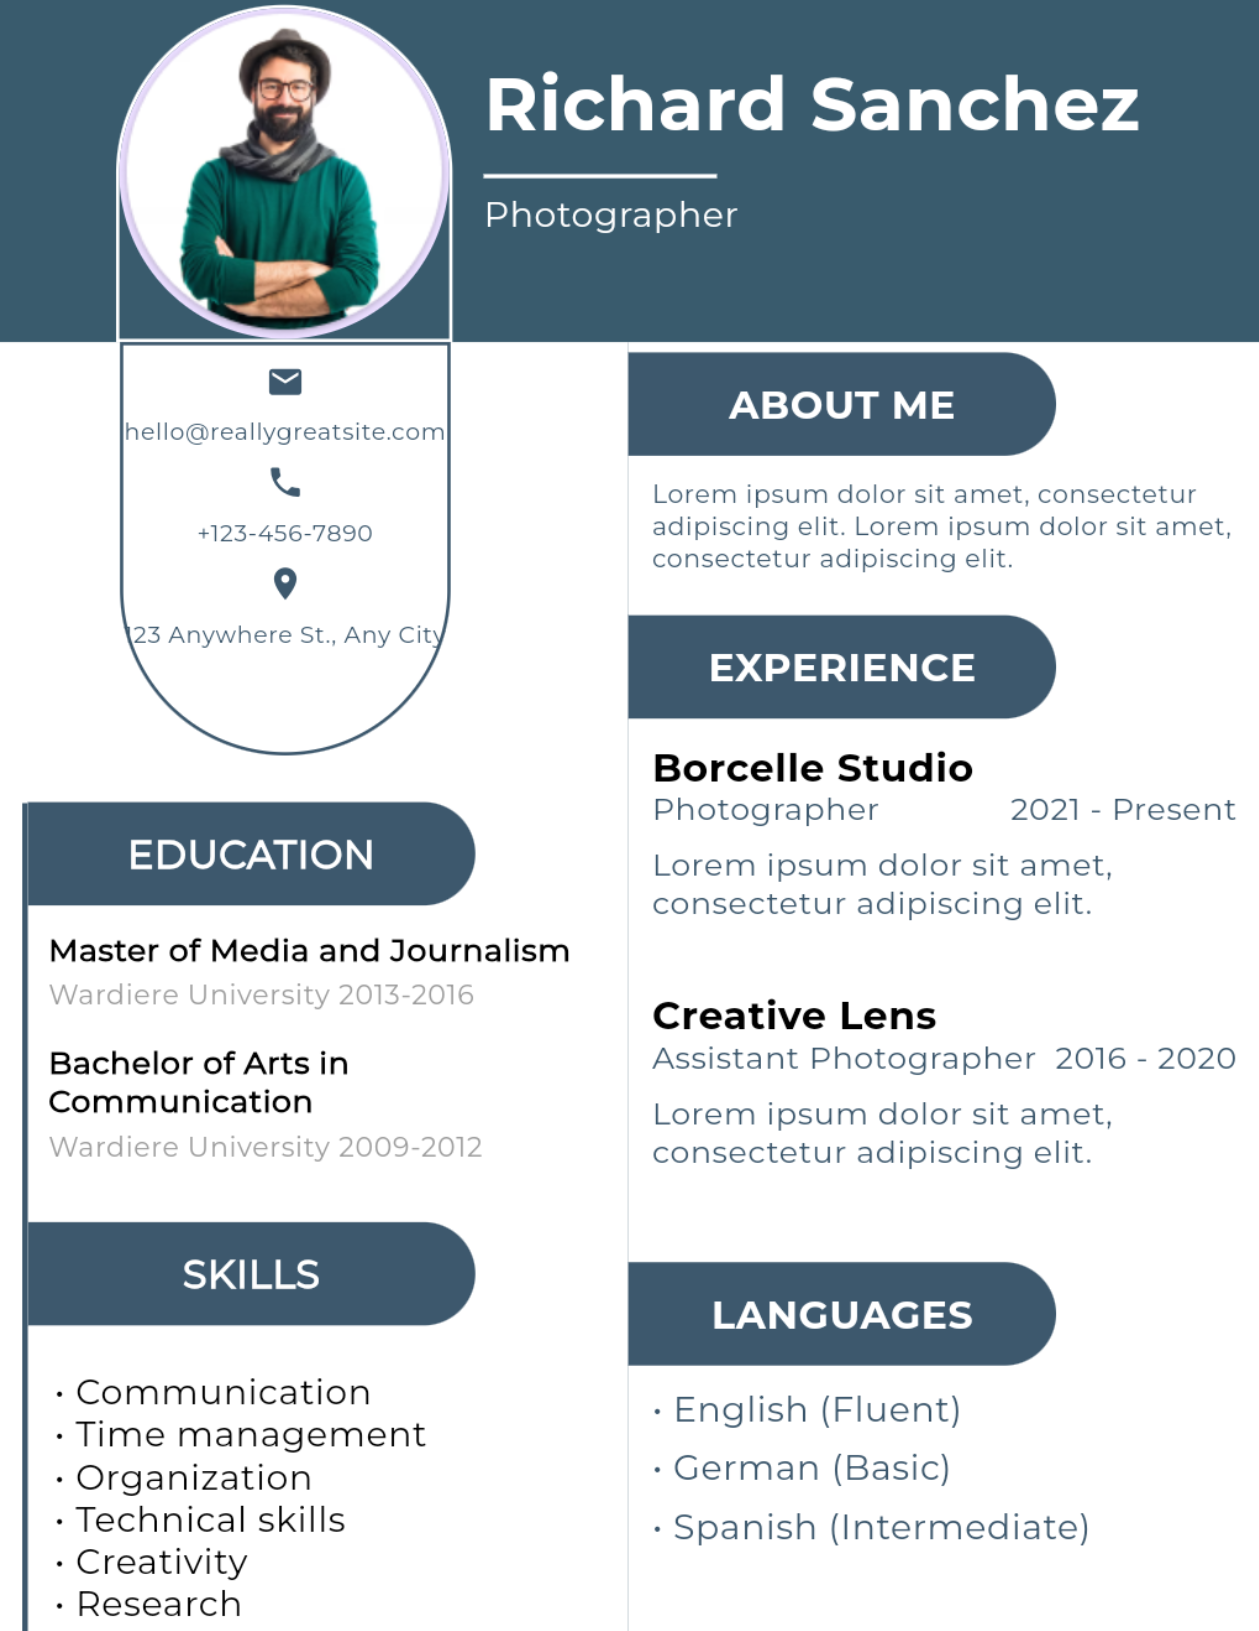 Richard Sanchez
Photographer
hello@reallygreatsite.com
+123-456-7890
123 Anywhere St., Any City
EDUCATION
Master of Media and Journalism
Wardiere University 2013-2016
Bachelor of Arts in
Communication
Wardiere University 2009-2012
SKILLS
• Communication
• Time management
• Organization
• Technical skills
• Creativity
• Research
ABOUT ME
Lorem ipsum dolor sit amet, consectetur
adipiscing elit. Lorem ipsum dolor sit amet,
consectetur adipiscing elit.
EXPERIENCE
Borcelle Studio
Photographer 2021 - Present
Lorem ipsum dolor sit amet,
consectetur adipiscing elit.
Creative Lens
Assistant Photographer 2016 - 2020
Lorem ipsum dolor sit amet,
consectetur adipiscing elit.
LANGUAGES
• English (Fluent)
• German (Basic)
• Spanish (Intermediate)